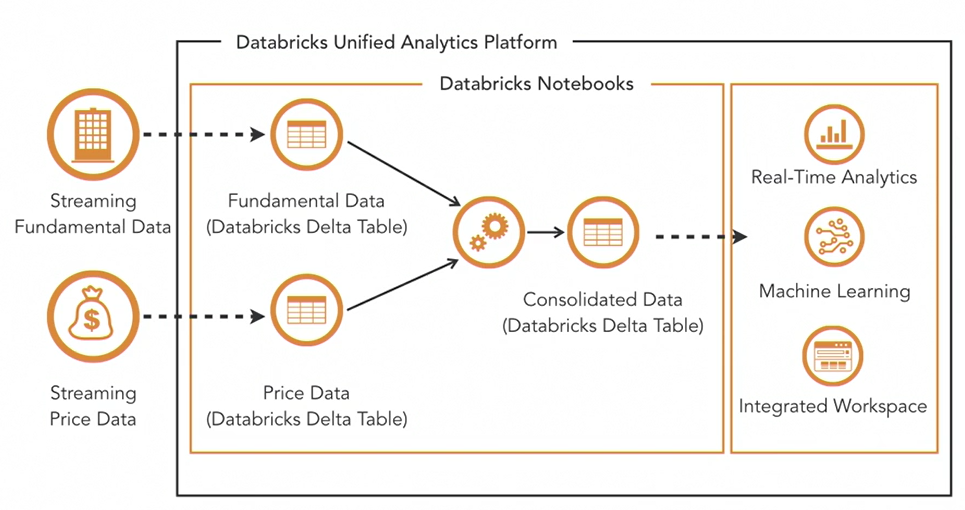 Databricks Unified Analytics Platform
Databricks Notebooks
Streaming
Fundamental Data
Fundamental Data
(Databricks Delta Table)
$
Streaming
Price Data
Price Data
(Databricks Delta Table)
Consolidated Data
(Databricks Delta Table)
Real-Time Analytics
Machine Learning
Integrated Workspace